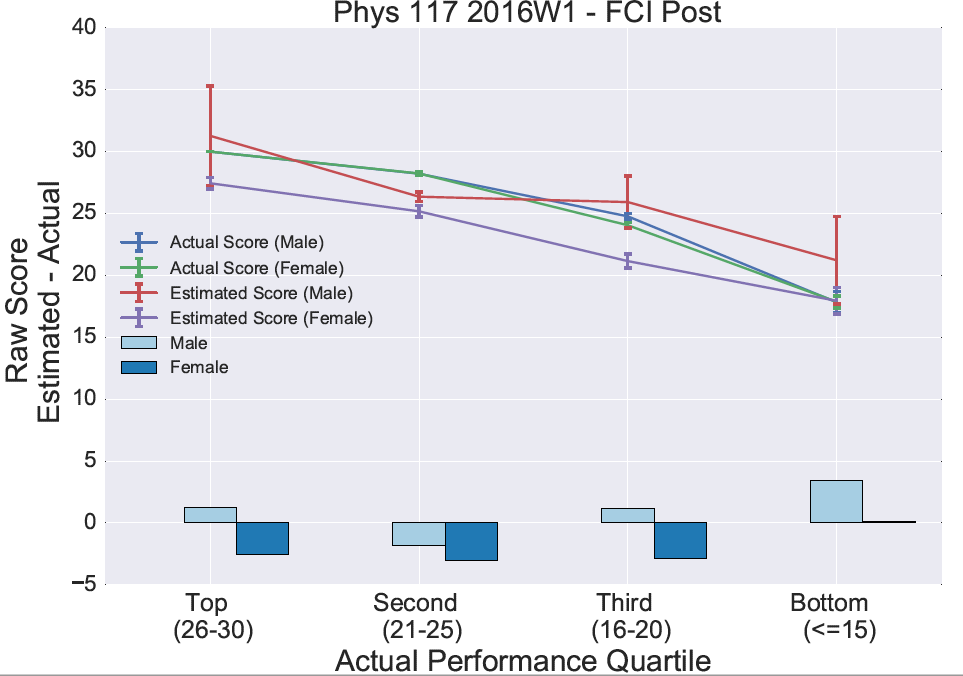 Phys 117 2016W1 - FCI Post
40
35
30
25
20
15
10
5
0
−5
Raw Score
Estimated - Actual
Actual Score (Male)
Actual Score (Female)
Estimated Score (Male)
Estimated Score (Female)
Male
Female
Top
(26-30)
Second
(21-25)
Third
(16-20)
Bottom
(<=15)
Actual Performance Quartile